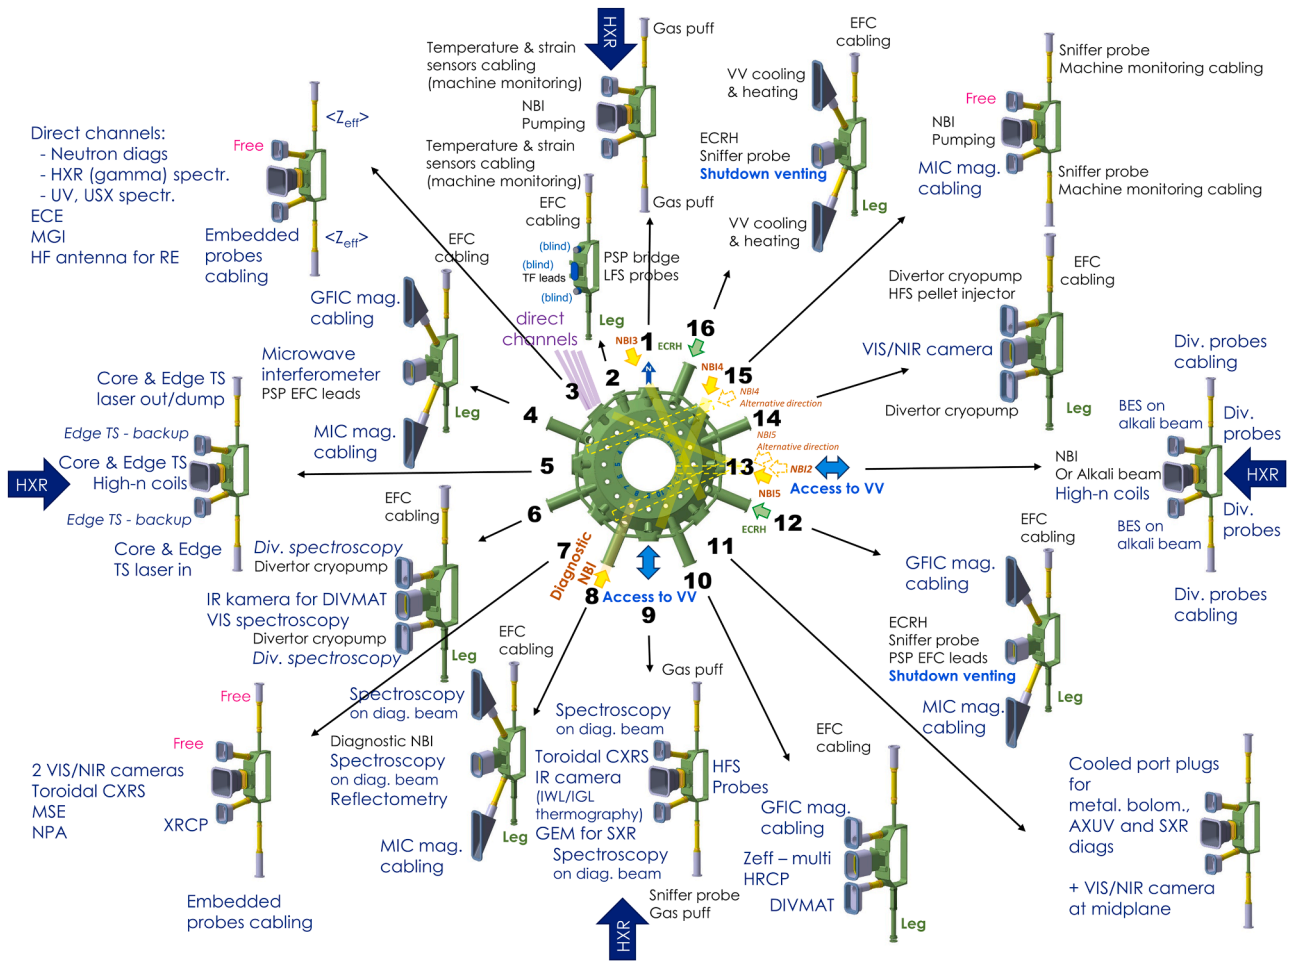 HXR
Gas puff
Temperature & strain
sensors cabling
(machine monitoring)
NBI
Pumping
Temperature & strain
sensors cabling
(machine monitoring)
Gas puff
EFC
cabling
VV cooling
& heating
ECRH
Sniffer probe
Shutdown venting
Leg
VV cooling
& heating
Sniffer probe
Machine monitoring cabling
Free
NBI
Pumping
MIC mag.
cabling
Sniffer probe
Machine monitoring cabling
<Z_eff>
Free
Direct channels:
- Neutron diags
- HXR (gamma) spectr.
- UV, USX spectr.
ECE
MGI
HF antenna for RE
Embedded
probes
cabling
<Z_eff>
EFC
cabling
(blind)
(blind)
TF leads
(blind)
PSP bridge
LFS probes
Leg
EFC
cabling
GFIC mag.
cabling
Microwave
interferometer
PSP EFC leads
MIC mag.
cabling
Leg
direct
channels
EFC
cabling
Divertor cryopump
HFS pellet injector
VIS/NIR camera
Divertor cryopump
Leg
1
2
3
4
5
6
7
8
9
10
11
12
13
14
15
16
NBI3
ECRH
N
NBI4
NBI4
Alternative direction
NBI5
Alternative direction
NBI2
NBI5
Access to VV
ECRH
Diagnostic
NBI
Access to VV
Core & Edge TS
laser out/dump
Edge TS - backup
HXR
Core & Edge TS
High-n coils
Edge TS - backup
Core & Edge
TS laser in
Div. probes
cabling
BES on
alkali beam
Div.
probes
NBI
Or Alkali beam
High-n coils
HXR
BES on
alkali beam
Div.
probes
Div. probes
cabling
EFC
cabling
Div. spectroscopy
Divertor cryopump
IR kamera for DIVMAT
VIS spectroscopy
Divertor cryopump
Div. spectroscopy
Leg
EFC
cabling
GFIC mag.
cabling
ECRH
Sniffer probe
PSP EFC leads
Shutdown venting
MIC mag.
cabling
Leg
Free
Free
2 VIS/NIR cameras
Toroidal CXRS
MSE
NPA
XRCP
Embedded
probes cabling
EFC
cabling
Spectroscopy
on diag. beam
Diagnostic NBI
Spectroscopy
on diag. beam
Reflectometry
MIC mag.
cabling
Leg
Gas puff
Spectroscopy
on diag. beam
Toroidal CXRS
IR camera
(IWL/IGL
thermography)
GEM for SXR
Spectroscopy
on diag. beam
HFS
Probes
Sniffer probe
Gas puff
HXR
EFC
cabling
GFIC mag.
cabling
Zeff – multi
HRCP
DIVMAT
Leg
Cooled port plugs
for
metal. bolom.,
AXUV and SXR
diags
+ VIS/NIR camera
at midplane